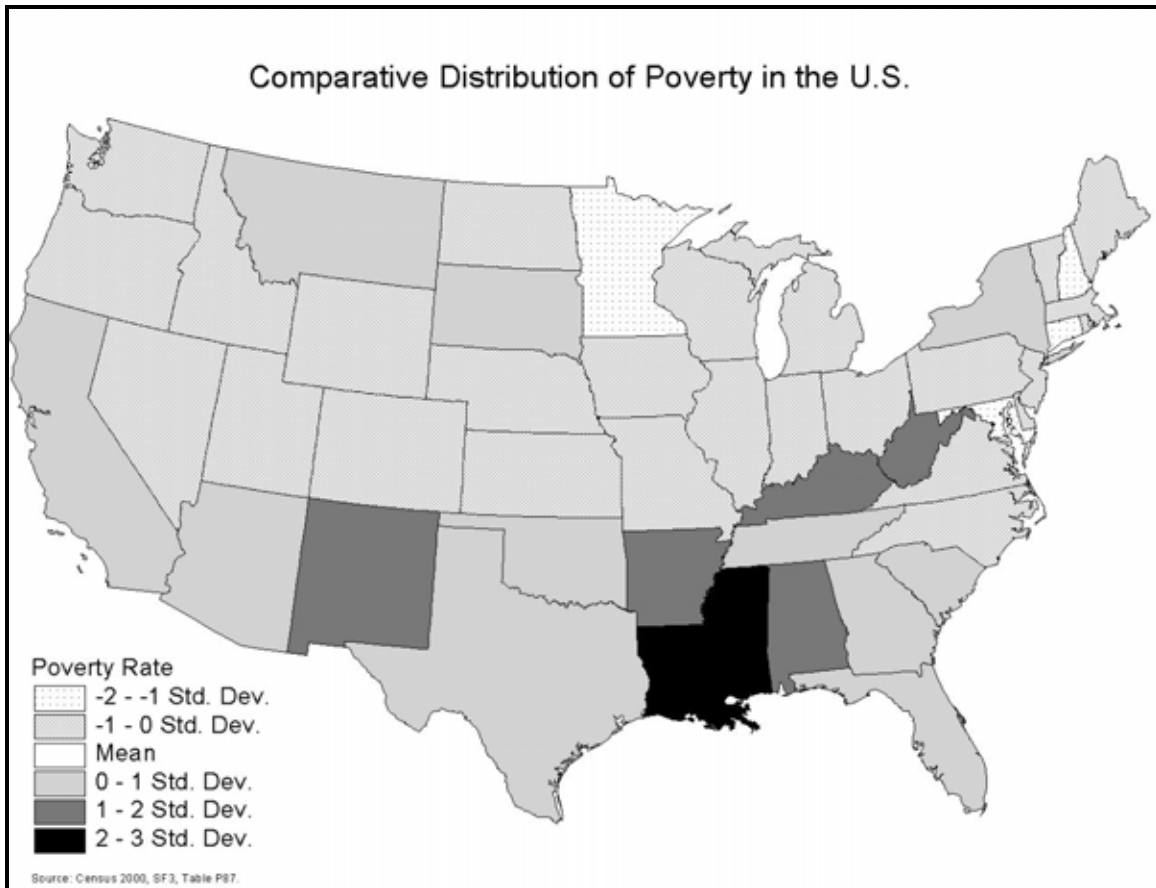 Comparative Distribution of Poverty in the U.S.
Poverty Rate
-2 - -1 Std. Dev.
-1 - 0 Std. Dev.
Mean
0 - 1 Std. Dev.
1 - 2 Std. Dev.
2 - 3 Std. Dev.
Source: Census 2000, SF3, Table P87.